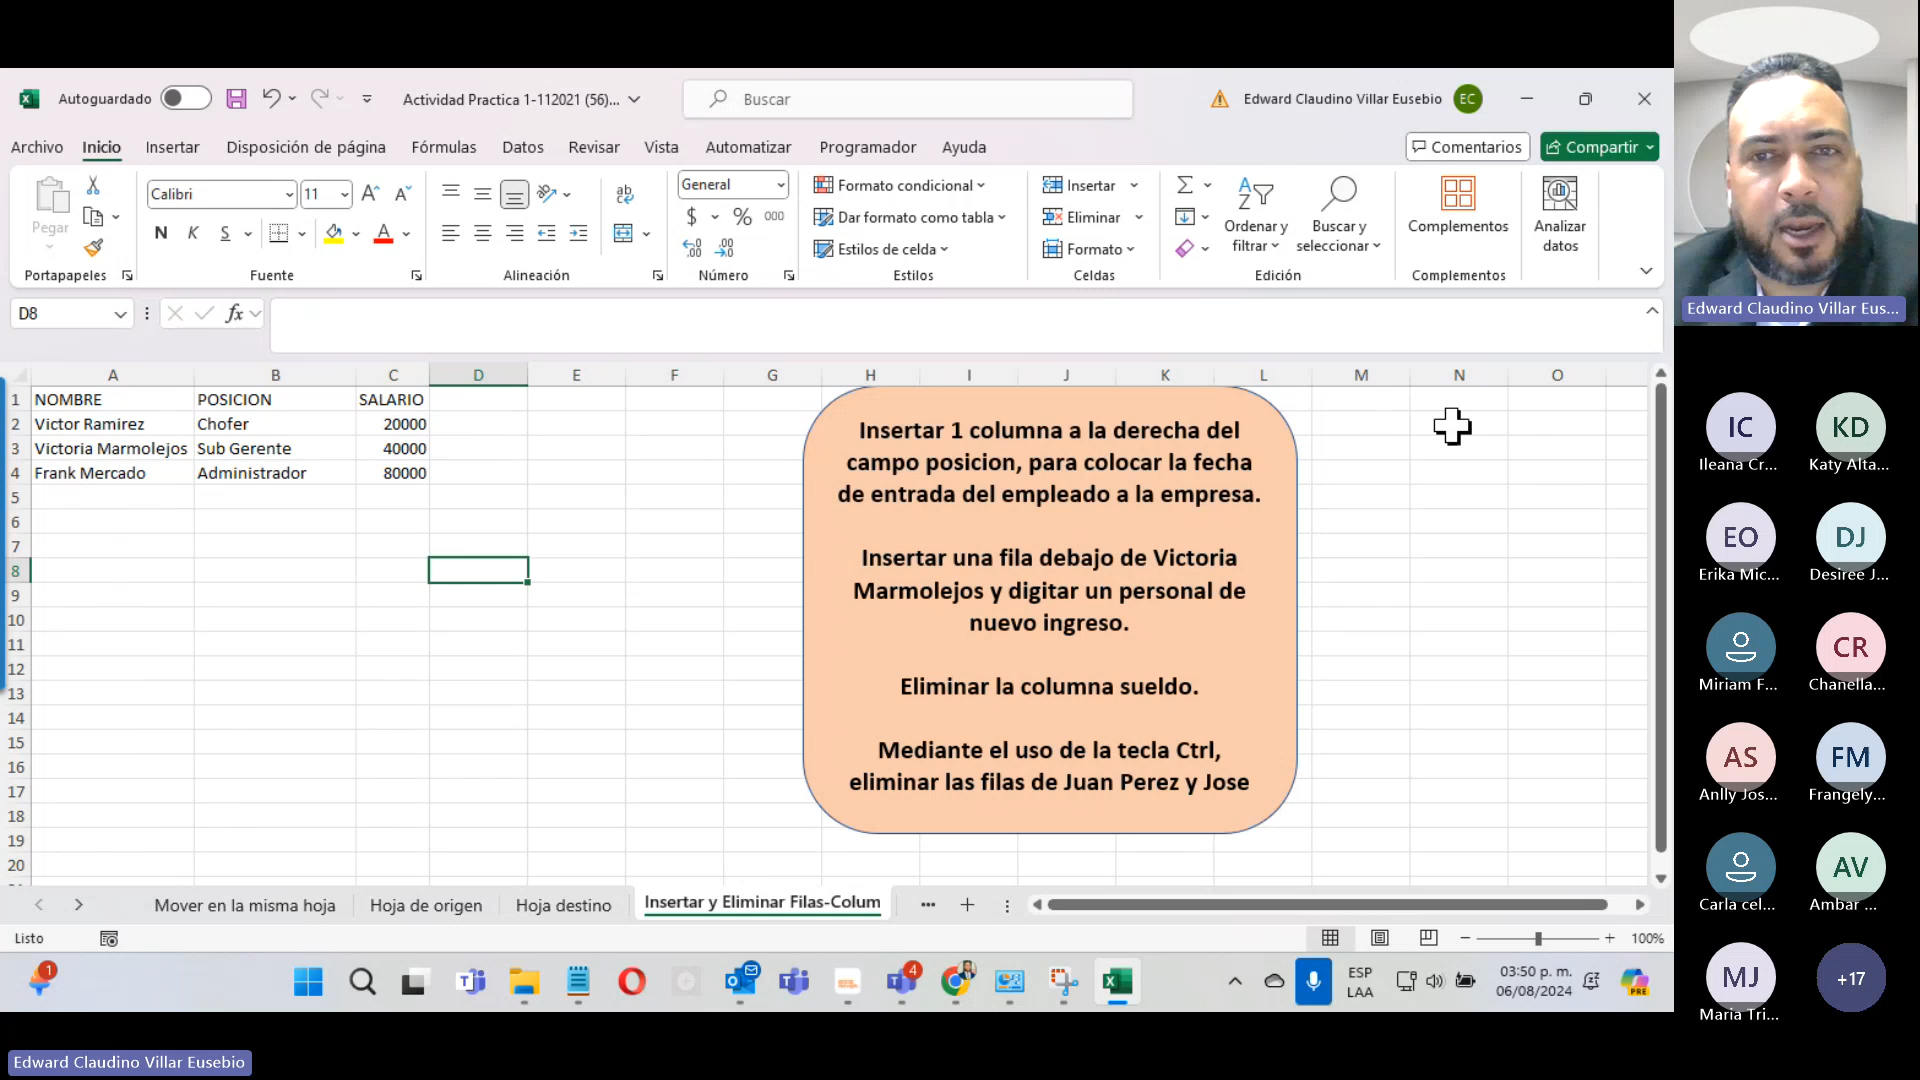 Autoguardado
Actividad Practica 1-112021 (56)...
Buscar
Edward Claudino Villar Eusebio
EC
Archivo Inicio Insertar Disposición de página Fórmulas Datos Revisar Vista Automatizar Programador Ayuda
Comentarios
Compartir
Pegar
Portapapeles
Calibri 11
N K S
Fuente
Alineación
General
$ % 000
Número
Formato condicional
Dar formato como tabla
Estilos de celda
Estilos
Insertar
Eliminar
Formato
Celdas
Ordenar y
filtrar
Buscar y
seleccionar
Edición
Complementos
Complementos
Analizar
datos
D8
fx
A B C D E F G H I J K L M N O
1 NOMBRE POSICION SALARIO
2 Victor Ramirez Chofer 20000
3 Victoria Marmolejos Sub Gerente 40000
4 Frank Mercado Administrador 80000
5
6
7
8
9
10
11
12
13
14
15
16
17
18
19
20
Insertar 1 columna a la derecha del
campo posicion, para colocar la fecha
de entrada del empleado a la empresa.
Insertar una fila debajo de Victoria
Marmolejos y digitar un personal de
nuevo ingreso.
Eliminar la columna sueldo.
Mediante el uso de la tecla Ctrl,
eliminar las filas de Juan Perez y Jose
Mover en la misma hoja Hoja de origen Hoja destino Insertar y Eliminar Filas-Colum
Listo
100%
1
4
PRE
ESP
LAA
03:50 p. m.
06/08/2024
Edward Claudino Villar Eusebio
Edward Claudino Villar Eus...
IC
Ileana Cr...
KD
Katy Alta...
EO
Erika Mic...
DJ
Desiree J...
Miriam F...
CR
Chanella...
AS
Anlly Jos...
FM
Frangely...
Carla cel...
AV
Ambar ...
MJ
Maria Tri...
+17